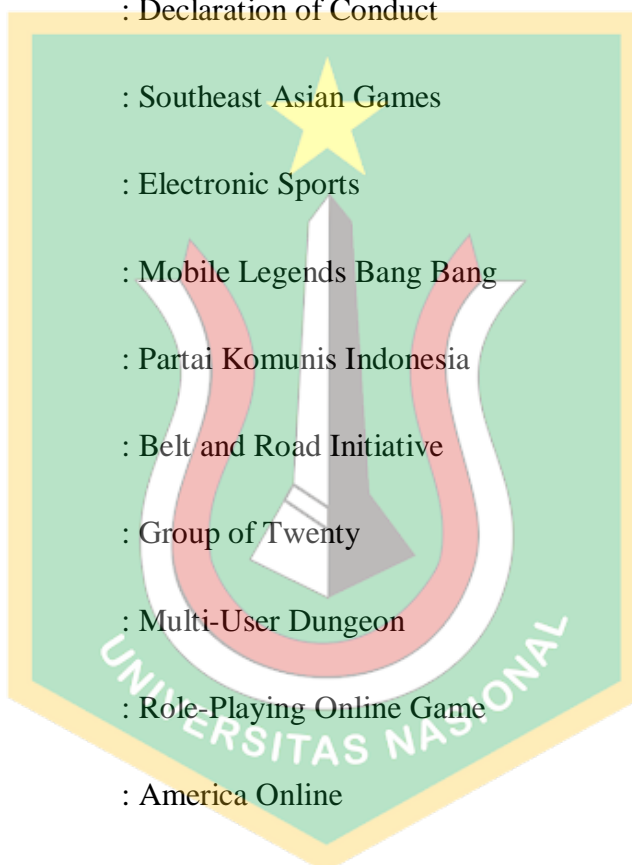 : Declaration of Conduct
: Southeast Asian Games
: Electronic Sports
: Mobile Legends Bang Bang
: Partai Komunis Indonesia
: Belt and Road Initiative
: Group of Twenty
: Multi-User Dungeon
: Role-Playing Online Game
: America Online
UNIVERSITAS NASIONAL